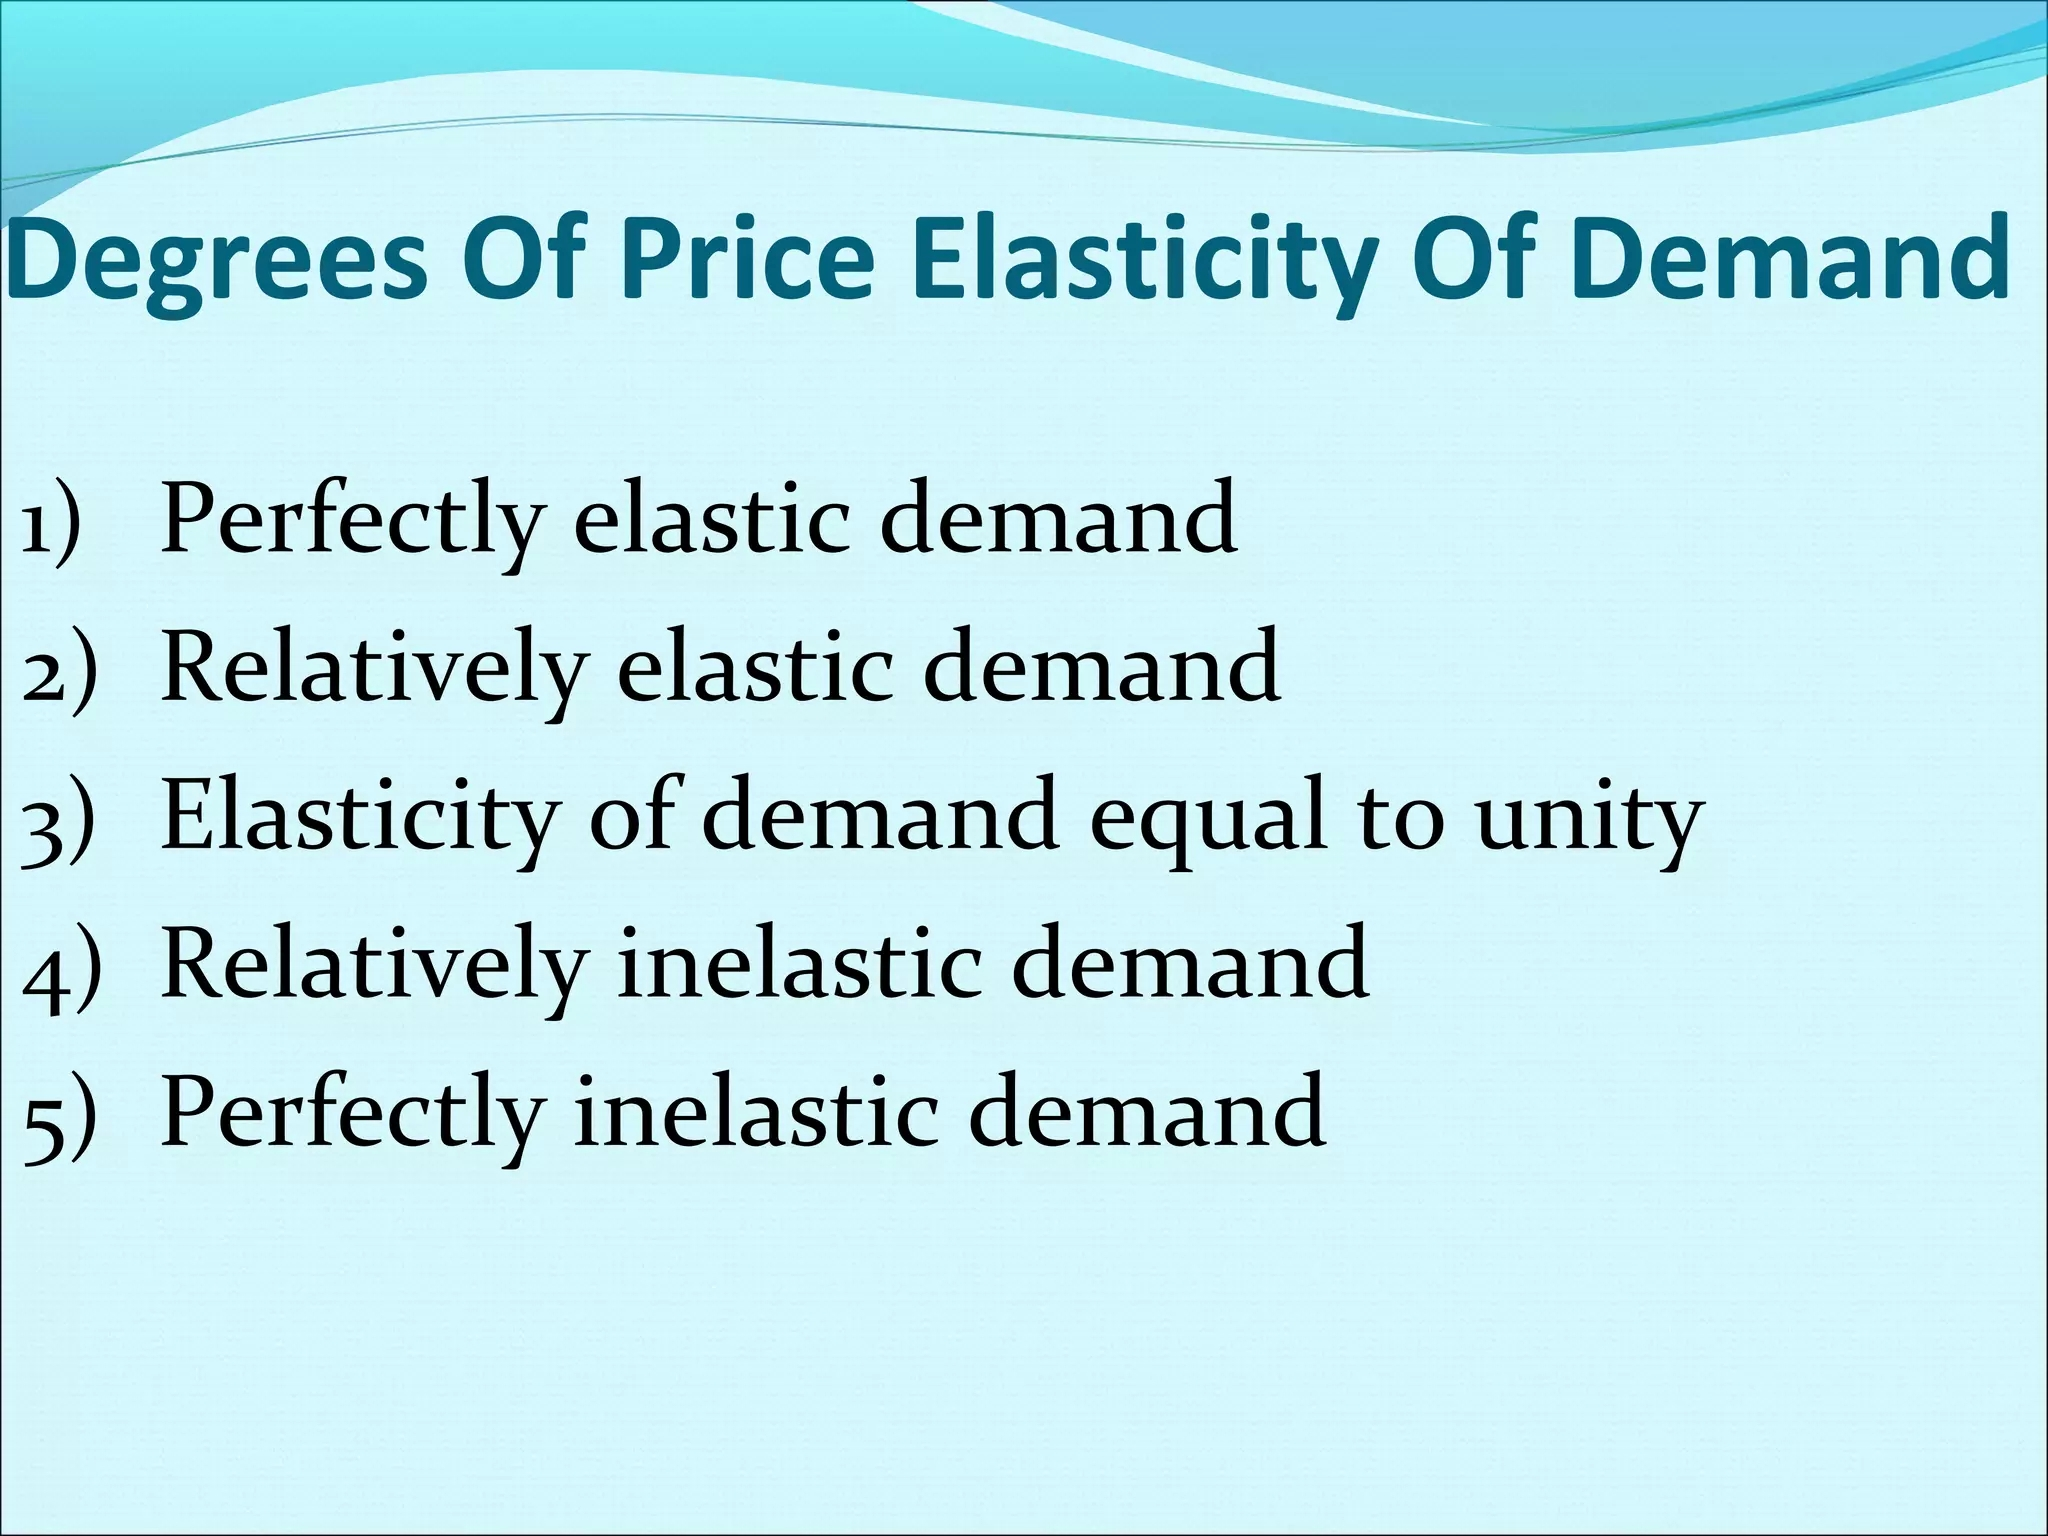 Degrees Of Price Elasticity Of Demand
1) Perfectly elastic demand
2) Relatively elastic demand
3) Elasticity of demand equal to unity
4) Relatively inelastic demand
5) Perfectly inelastic demand